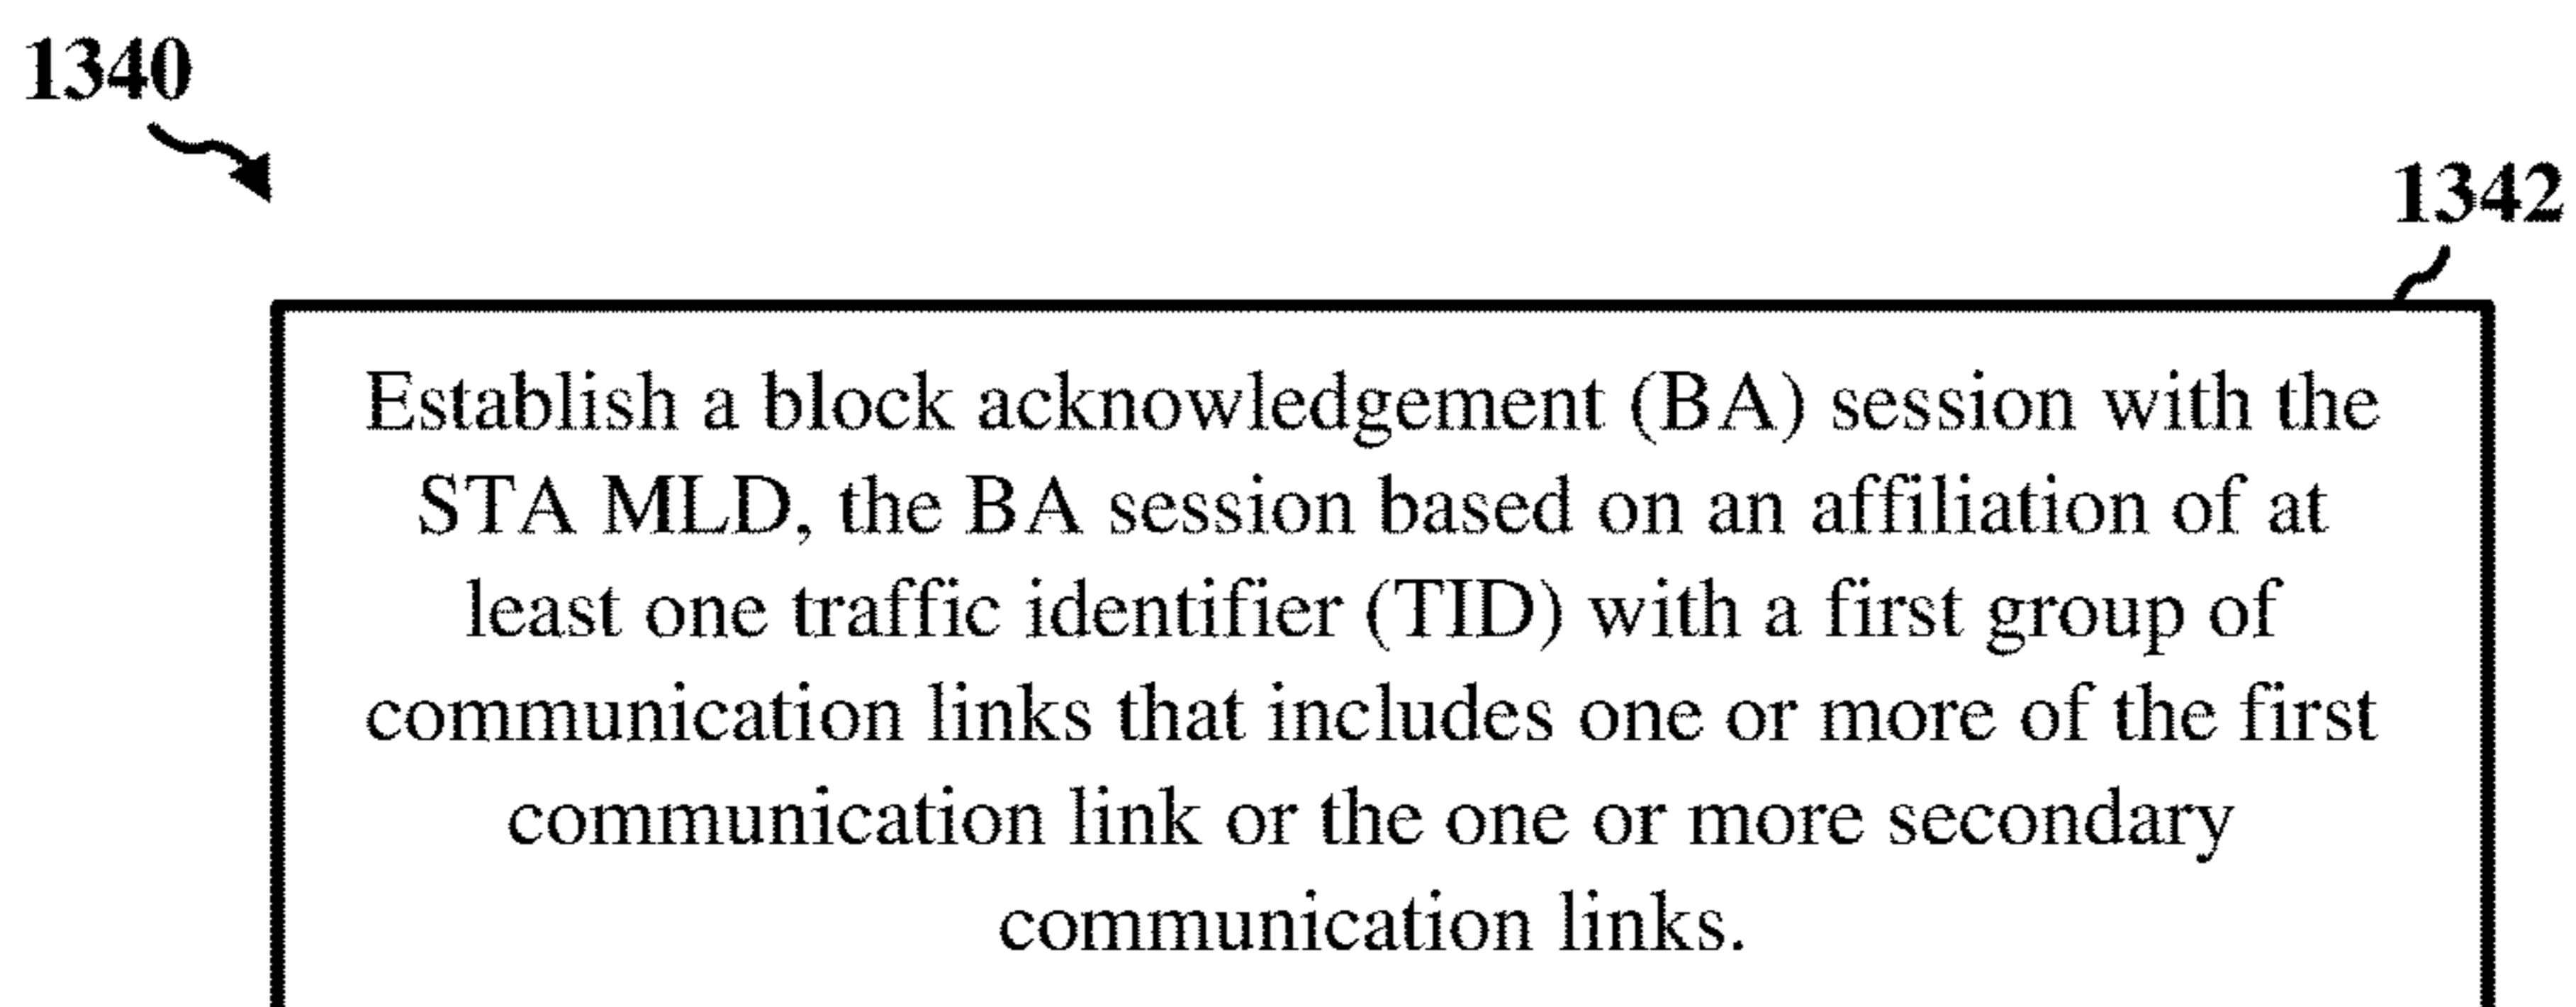 1340
1342
Establish a block acknowledgement (BA) session with the
STA MLD, the BA session based on an affiliation of at
least one traffic identifier (TID) with a first group of
communication links that includes one or more of the first
communication link or the one or more secondary
communication links.